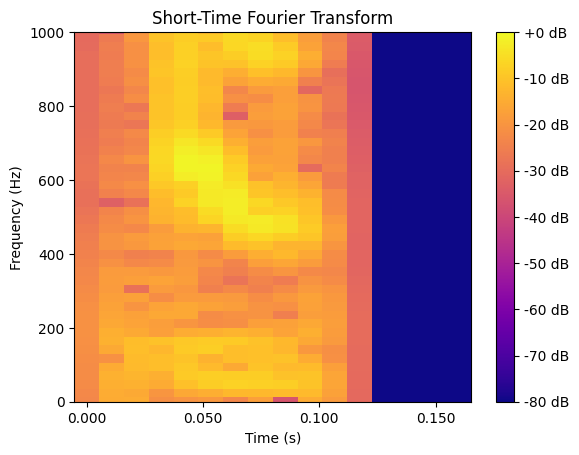 Short-Time Fourier Transform
1000
800
600
400
200
0
Frequency (Hz)
0.000
0.050
0.100
0.150
Time (s)
+0 dB
-10 dB
-20 dB
-30 dB
-40 dB
-50 dB
-60 dB
-70 dB
-80 dB